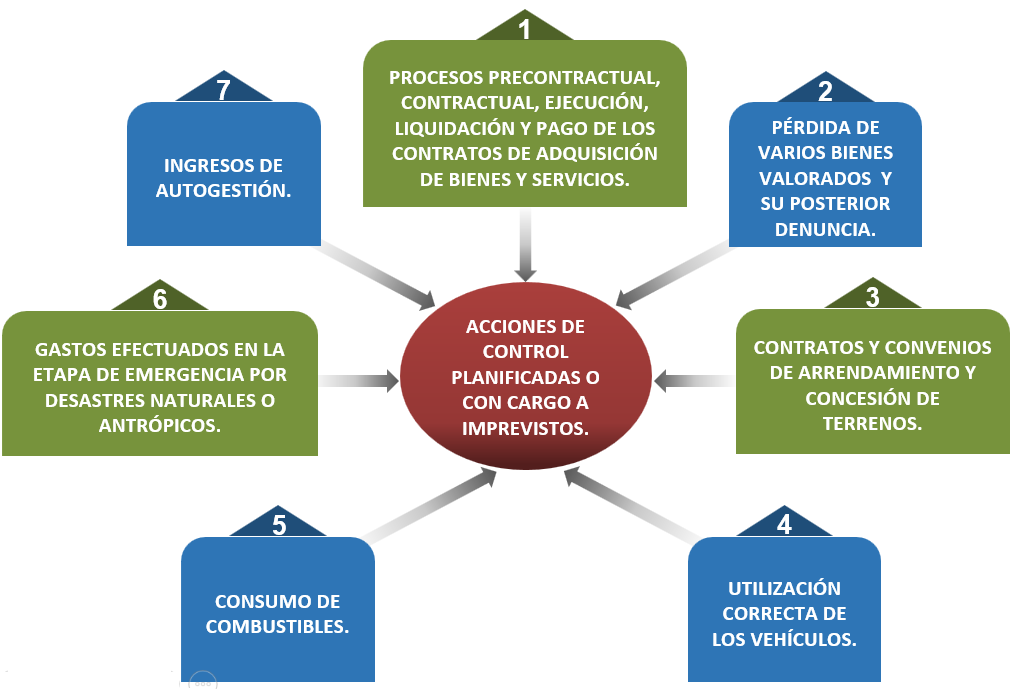 1
PROCESOS PRECONTRACTUAL,
CONTRACTUAL, EJECUCIÓN,
LIQUIDACIÓN Y PAGO DE LOS
CONTRATOS DE ADQUISICIÓN
DE BIENES Y SERVICIOS.
2
PÉRDIDA DE
VARIOS BIENES
VALORADOS Y
SU POSTERIOR
DENUNCIA.
3
CONTRATOS Y CONVENIOS
DE ARRENDAMIENTO Y
CONCESIÓN DE
TERRENOS.
4
UTILIZACIÓN
CORRECTA DE
LOS VEHÍCULOS.
5
CONSUMO DE
COMBUSTIBLES.
6
GASTOS EFECTUADOS EN LA
ETAPA DE EMERGENCIA POR
DESASTRES NATURALES O
ANTRÓPICOS.
7
INGRESOS DE
AUTOGESTIÓN.
ACCIONES DE
CONTROL
PLANIFICADAS O
CON CARGO A
IMPREVISTOS.